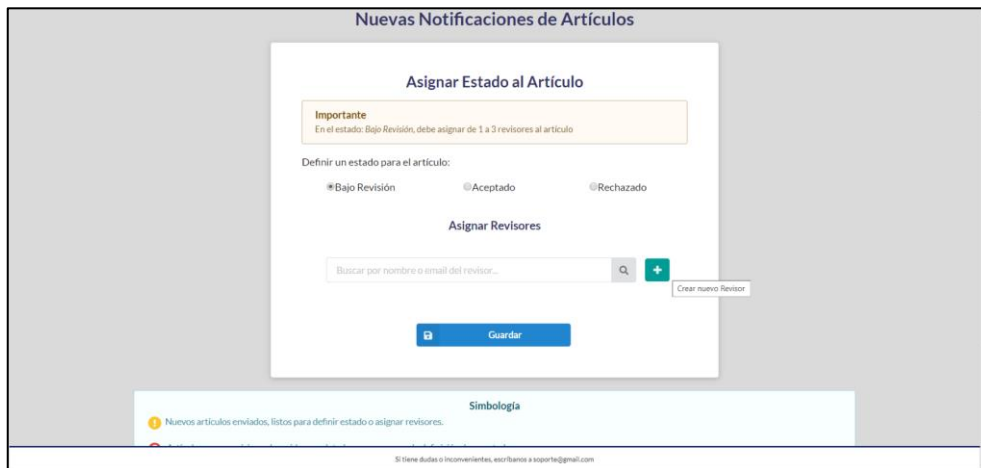 Nuevas Notificaciones de Artículos
Asignar Estado al Artículo
Importante
En el estado: Bajo Revisión, debe asignar de 1 a 3 revisores al artículo
Definir un estado para el artículo:
Bajo Revisión Aceptado Rechazado
Asignar Revisores
Buscar por nombre o email del revisor...
Crear nuevo Revisor
Guardar
Simbología
Nuevos artículos enviados, listos para definir estado o asignar revisores.
Si tiene dudas o inconvenientes, escríbanos a soporte@gmail.com